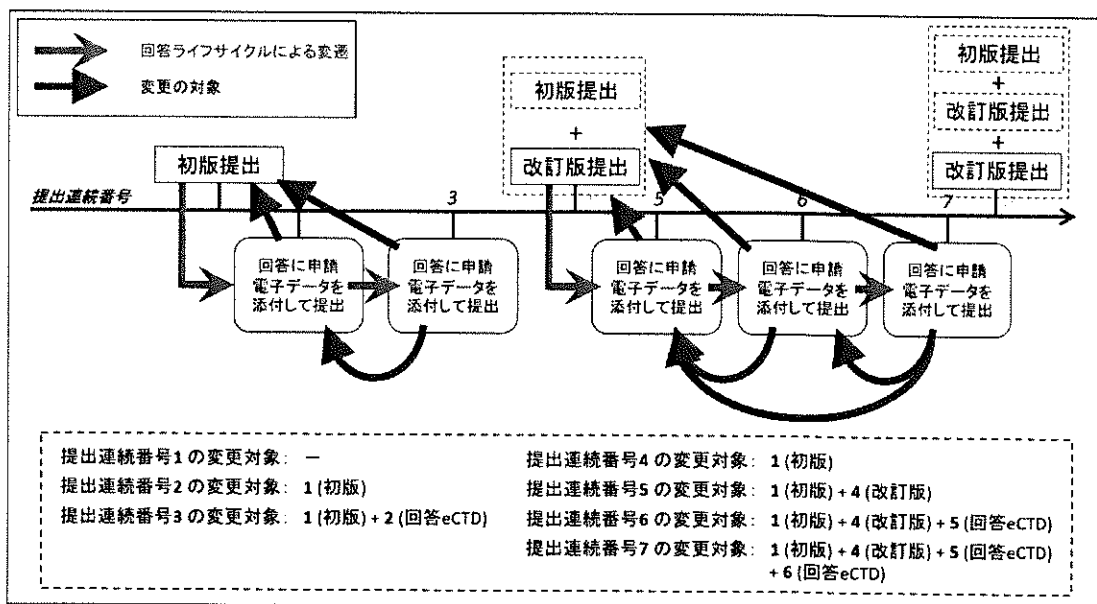 回答ライフサイクルによる変遷
変更の対象
初版提出
提出連続番号
3
回答に申請
電子データを
添付して提出
回答に申請
電子データを
添付して提出
初版提出
+
改訂版提出
5
6
7
回答に申請
電子データを
添付して提出
回答に申請
電子データを
添付して提出
回答に申請
電子データを
添付して提出
初版提出
+
改訂版提出
+
改訂版提出
提出連続番号1の変更対象： －
提出連続番号2の変更対象： 1 (初版)
提出連続番号3の変更対象： 1 (初版) + 2 (回答eCTD)
提出連続番号4の変更対象： 1 (初版)
提出連続番号5の変更対象： 1 (初版) + 4 (改訂版)
提出連続番号6の変更対象： 1 (初版) + 4 (改訂版) + 5 (回答eCTD)
提出連続番号7の変更対象： 1 (初版) + 4 (改訂版) + 5 (回答eCTD)
+ 6 (回答eCTD)